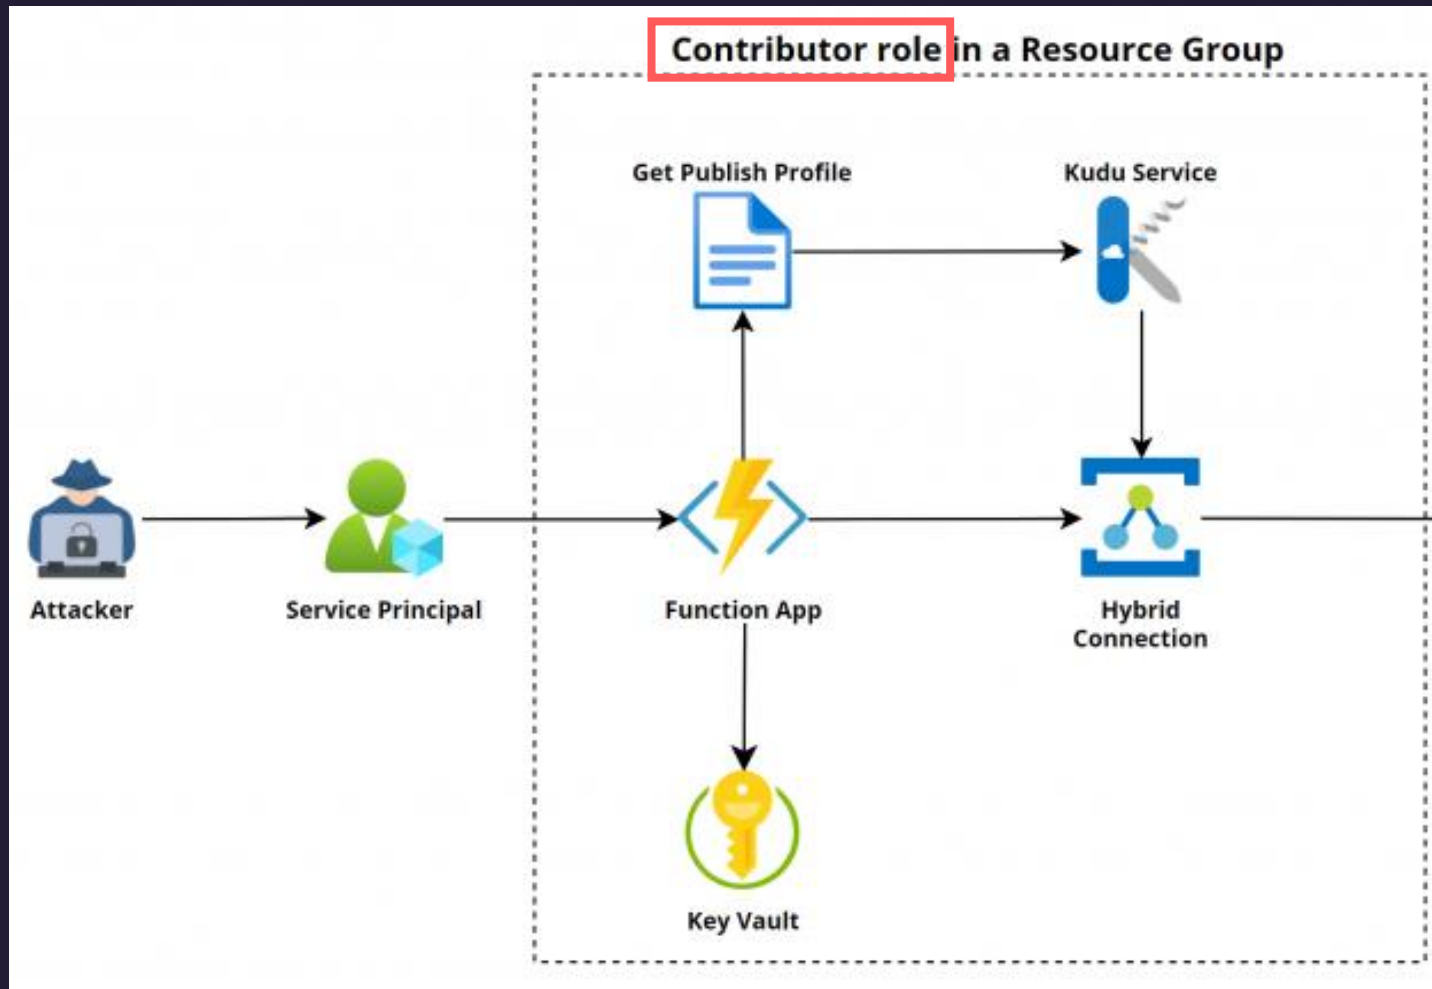 Contributor role in a Resource Group
Get Publish Profile
Kudu Service
Attacker
Service Principal
Function App
Hybrid
Connection
Key Vault